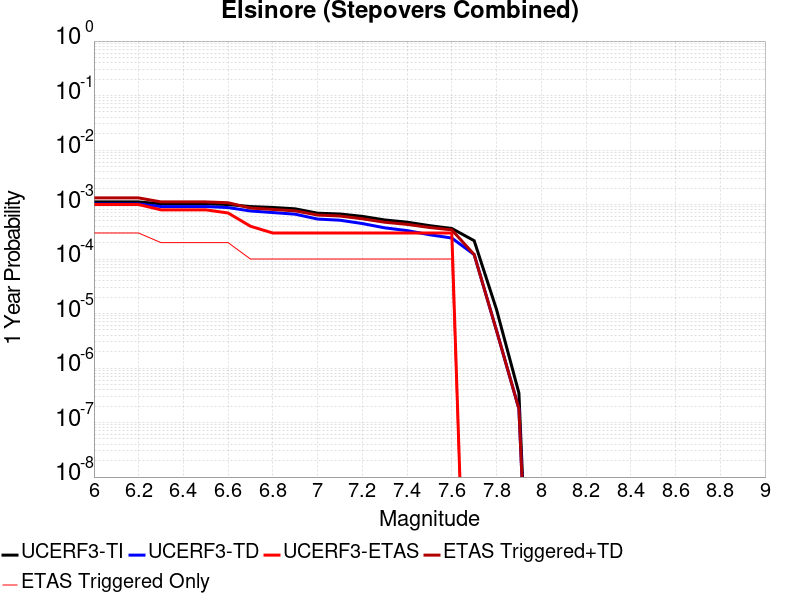 Elsinore (Stepovers Combined)
10^0
10^-1
10^-2
10^-3
10^-4
10^-5
10^-6
10^-7
10^-8
1 Year Probability
6 6.2 6.4 6.6 6.8 7 7.2 7.4 7.6 7.8 8 8.2 8.4 8.6 8.8 9
Magnitude
UCERF3-TI UCERF3-TD UCERF3-ETAS ETAS Triggered+TD
ETAS Triggered Only